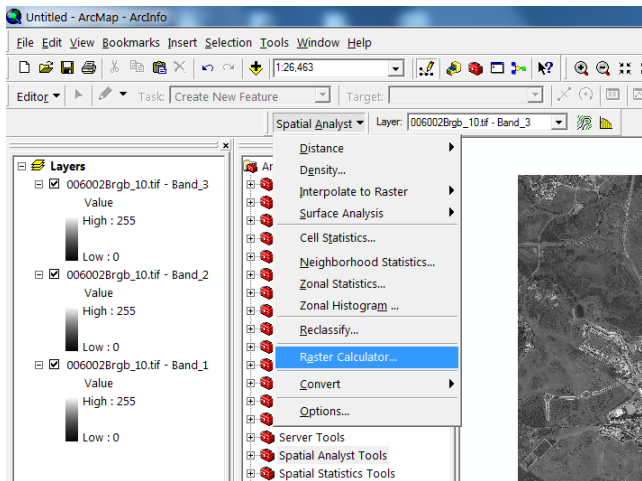 Untitled - ArcMap - ArcInfo
File Edit View Bookmarks Insert Selection Tools Window Help
1:26,463
Editor Task: Create New Feature Target:
Spatial Analyst Layer: 006002Brgb_10.tif - Band_3
Layers
006002Brgb_10.tif - Band_3
Value
High : 255
Low : 0
006002Brgb_10.tif - Band_2
Value
High : 255
Low : 0
006002Brgb_10.tif - Band_1
Value
High : 255
Low : 0
Ar
Distance
Density...
Interpolate to Raster
Surface Analysis
Cell Statistics...
Neighborhood Statistics...
Zonal Statistics...
Zonal Histogram ...
Reclassify...
Raster Calculator...
Convert
Options...
Server Tools
Spatial Analyst Tools
Spatial Statistics Tools